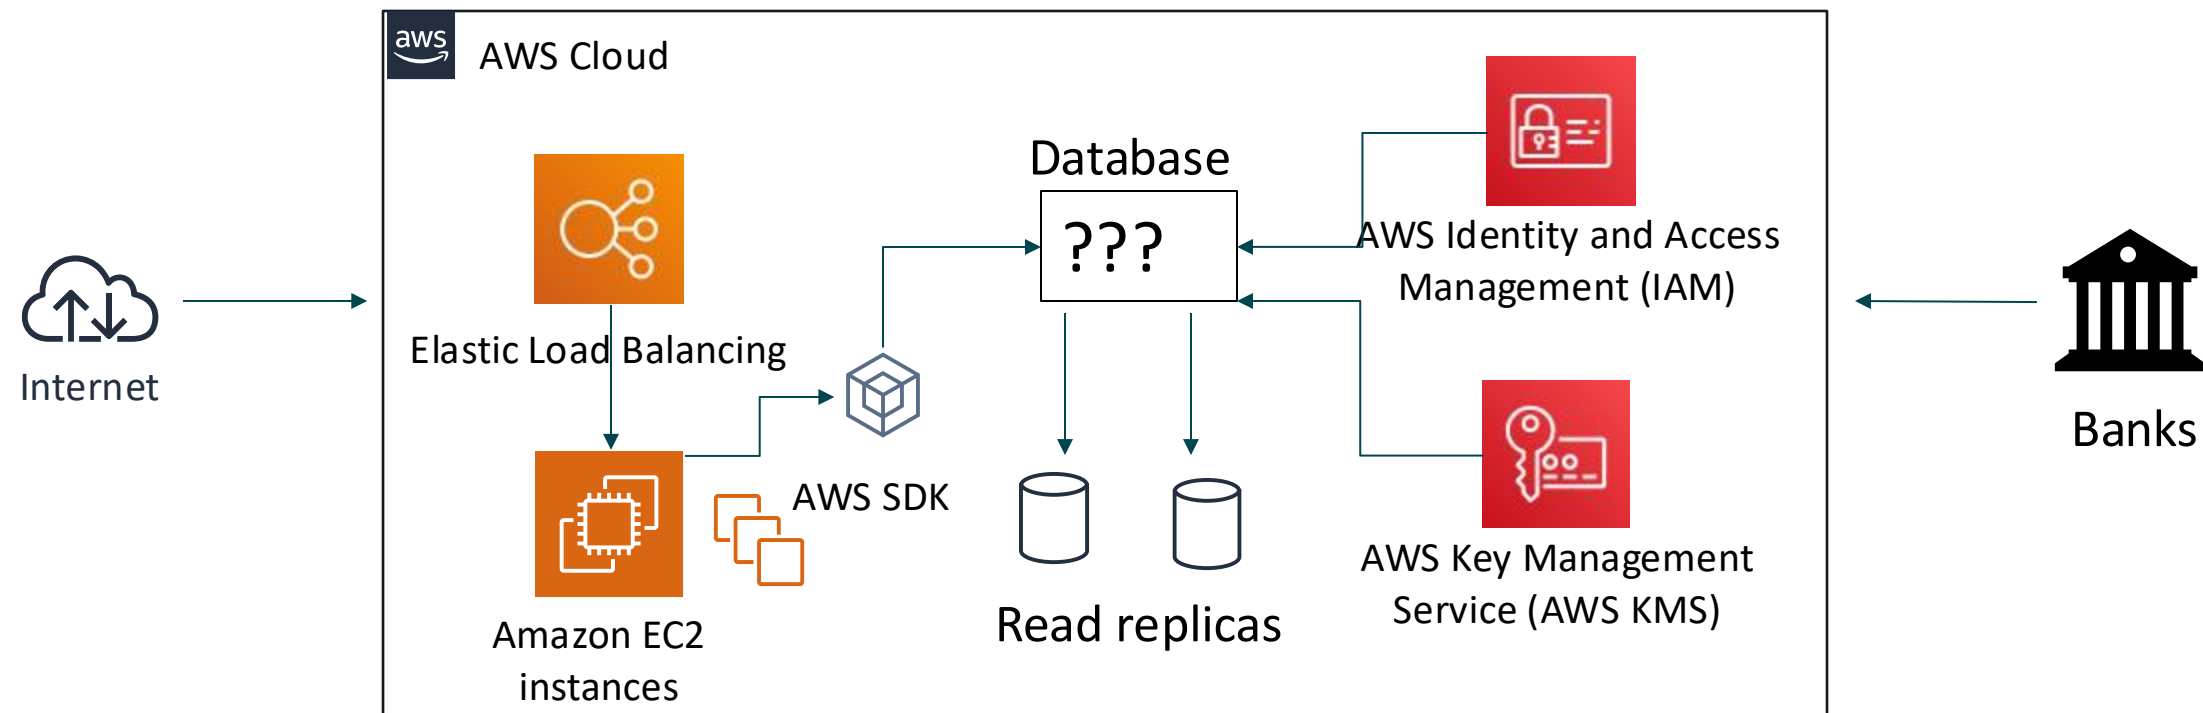 aws
AWS Cloud
Database
???
AWS Identity and Access
Management (IAM)
Elastic Load Balancing
Internet
Banks
AWS SDK
AWS Key Management
Service (AWS KMS)
Read replicas
Amazon EC2
instances